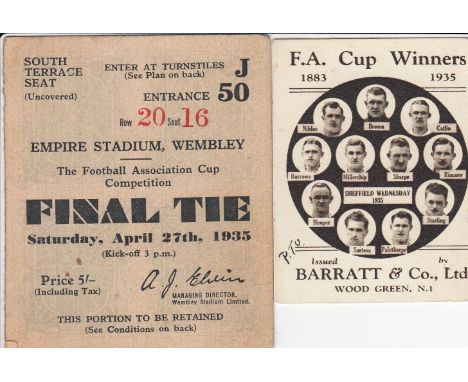 SOUTH
TERRACE
SEAT
(Uncovered)
ENTER AT TURNSTILES
(See Plan on back)
J
ENTRANCE 50
Row 20 Seat 16
EMPIRE STADIUM, WEMBLEY
The Football Association Cup
Competition
FINAL TIE
Saturday, April 27th, 1935
(Kick-off 3 p.m.)
Price 5/-
(Including Tax)
A. J. Elvin
MANAGING DIRECTOR,
Wembley Stadium Limited.
THIS PORTION TO BE RETAINED
(See Conditions on back)
F.A. Cup Winners
1883 1935
Nibloe
Brown
Catlin
Burrows
Millership
Sharpe
Rimmer
SHEFFIELD WEDNESDAY
1935
Hooper
Starling
Surtees
Palethorpe
P.T.O.
Issued by
BARRATT & Co., Ltd
WOOD GREEN, N.1